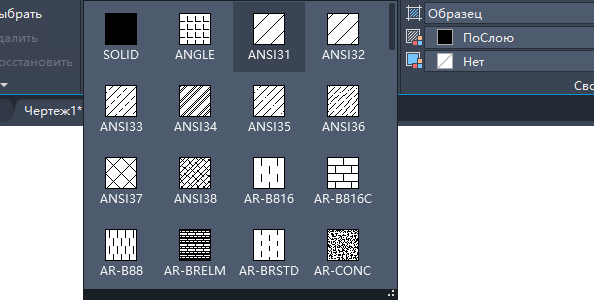 ыбрать
далить
осстановить
Чертеж1*
SOLID ANGLE ANSI31 ANSI32
ANSI33 ANSI34 ANSI35 ANSI36
ANSI37 ANSI38 AR-B816 AR-B816C
AR-B88 AR-BRELM AR-BRSTD AR-CONC
Образец
ПоСлою
Нет
Сво